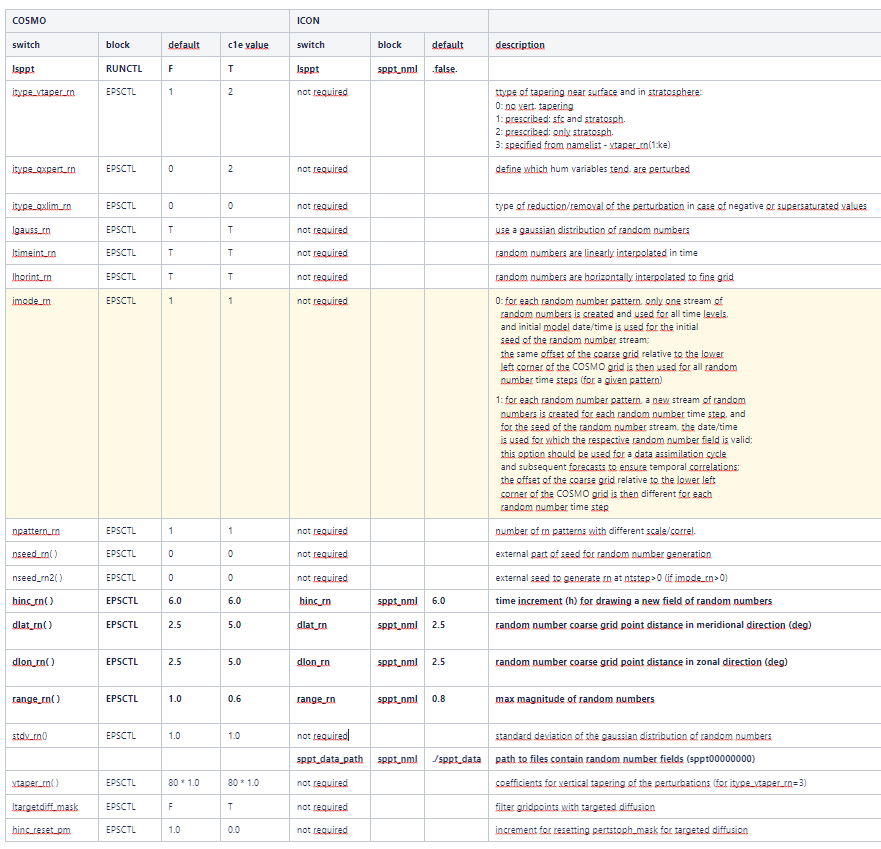 COSMO ICON
switch block default c1e value switch block default description
lsppt RUNCTL F T lsppt sppt_nml .false.
itype_vtaper_rn EPSCTL 1 2 not required ttype of tapering near surface and in stratosphere:
0: no vert. tapering
1: prescribed: sfc and stratosph.
2: prescribed: only stratosph.
3: specified from namelist - vtaper_rn(1:ke)
itype_qxpert_rn EPSCTL 0 2 not required define which hum variables tend. are perturbed
itype_qxlim_rn EPSCTL 0 0 not required type of reduction/removal of the perturbation in case of negative or supersaturated values
lgauss_rn EPSCTL T T not required use a gaussian distribution of random numbers
ltimeint_rn EPSCTL T T not required random numbers are linearly interpolated in time
lhorint_rn EPSCTL T T not required random numbers are horizontally interpolated to fine grid
imode_rn EPSCTL 1 1 not required 0: for each random number pattern, only one stream of
random numbers is created and used for all time levels,
and initial model date/time is used for the initial
seed of the random number stream;
the same offset of the coarse grid relative to the lower
left corner of the COSMO grid is then used for all random
number time steps (for a given pattern)
1: for each random number pattern, a new stream of random
numbers is created for each random number time step, and
for the seed of the random number stream, the date/time
is used for which the respective random number field is valid;
this option should be used for a data assimilation cycle
and subsequent forecasts to ensure temporal correlations;
the offset of the coarse grid relative to the lower left
corner of the COSMO grid is then different for each
random number time step
npattern_rn EPSCTL 1 1 not required number of rn patterns with different scale/correl.
nseed_rn() EPSCTL 0 0 not required external part of seed for random number generation
nseed_rn2() EPSCTL 0 0 not required external seed to generate rn at ntstep>0 (if imode_rn>0)
hinc_rn() EPSCTL 6.0 6.0 hinc_rn sppt_nml 6.0 time increment (h) for drawing a new field of random numbers
dlat_rn() EPSCTL 2.5 5.0 dlat_rn sppt_nml 2.5 random number coarse grid point distance in meridional direction (deg)
dlon_rn() EPSCTL 2.5 5.0 dlon_rn sppt_nml 2.5 random number coarse grid point distance in zonal direction (deg)
range_rn() EPSCTL 1.0 0.6 range_rn sppt_nml 0.8 max magnitude of random numbers
stdv_rn() EPSCTL 1.0 1.0 not required standard deviation of the gaussian distribution of random numbers
sppt_data_path sppt_nml ./sppt_data path to files contain random number fields (sppt00000000)
vtaper_rn() EPSCTL 80 * 1.0 80 * 1.0 not required coefficients for vertical tapering of the perturbations (for itype_vtaper_rn=3)
ltargetdiff_mask EPSCTL F T not required filter gridpoints with targeted diffusion
hinc_reset_pm EPSCTL 1.0 0.0 not required increment for resetting pertstoph_mask for targeted diffusion